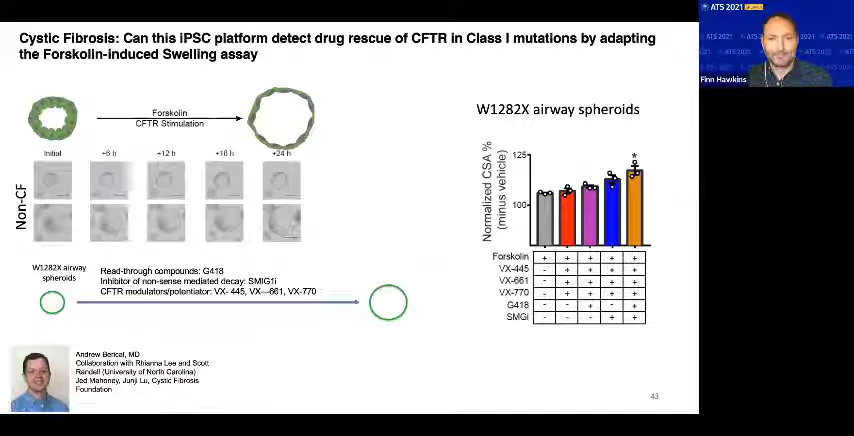 Cystic Fibrosis: Can this iPSC platform detect drug rescue of CFTR in Class I mutations by adapting
the Forskolin-induced Swelling assay
ATS 2021
Finn Hawkins
Forskolin
CFTR Stimulation
Initial +6 h +12 h +18 h +24 h
Non-CF
W1282X airway
spheroids
Read-through compounds: G418
Inhibitor of non-sense mediated decay: SMIG1i
CFTR modulators/potentiator: VX- 445, VX—661, VX-770
W1282X airway spheroids
Normalized CSA %
(minus vehicle)
125
100
*
Forskolin + + + + +
VX-445 - + + + +
VX-661 - + + + +
VX-770 - + + + +
G418 - - + - +
SMGi - - - + +
Andrew Berical, MD
Collaboration with Rhianna Lee and Scott
Randell (University of North Carolina)
Jed Mahoney, Junji Lu, Cystic Fibrosis
Foundation
43